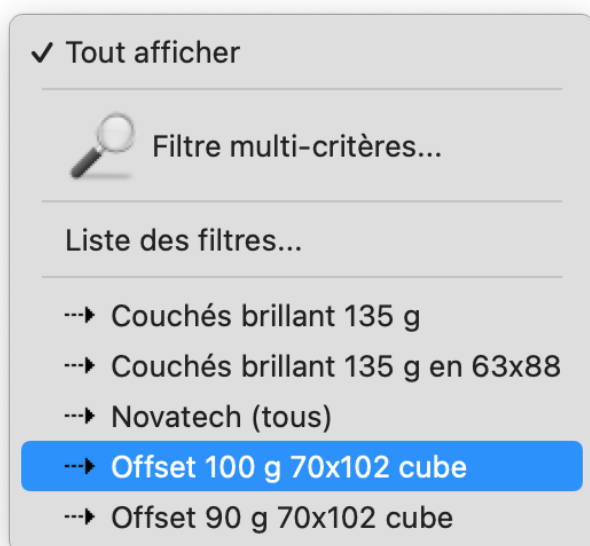 Tout afficher
Filtre multi-critères...
Liste des filtres...
Couchés brillant 135 g
Couchés brillant 135 g en 63x88
Novatech (tous)
Offset 100 g 70x102 cube
Offset 90 g 70x102 cube